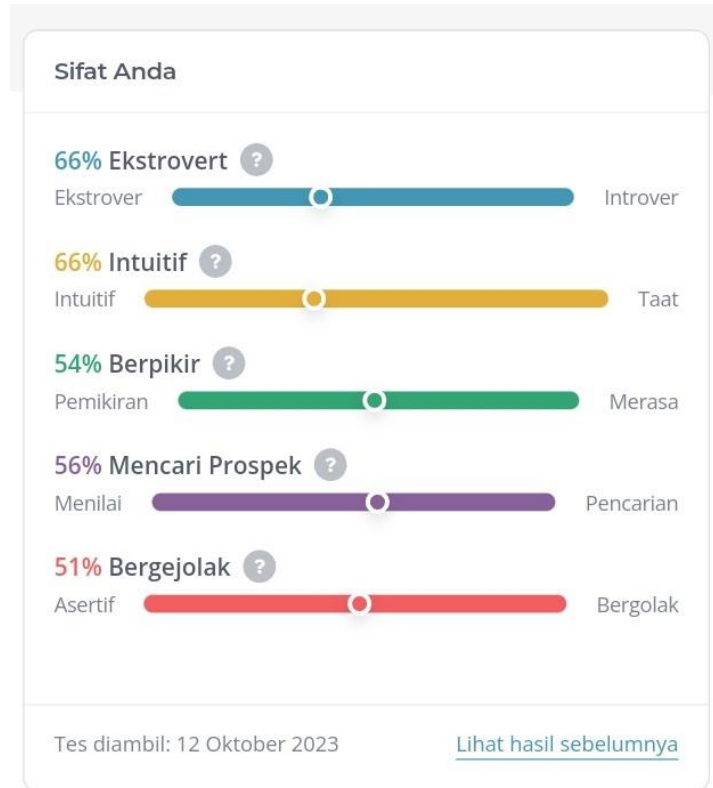 Sifat Anda
66% Ekstrovert ?
Ekstrover Introver
66% Intuitif ?
Intuitif Taat
54% Berpikir ?
Pemikiran Merasa
56% Mencari Prospek ?
Menilai Pencarian
51% Bergejolak ?
Asertif Bergolak
Tes diambil: 12 Oktober 2023 Lihat hasil sebelumnya